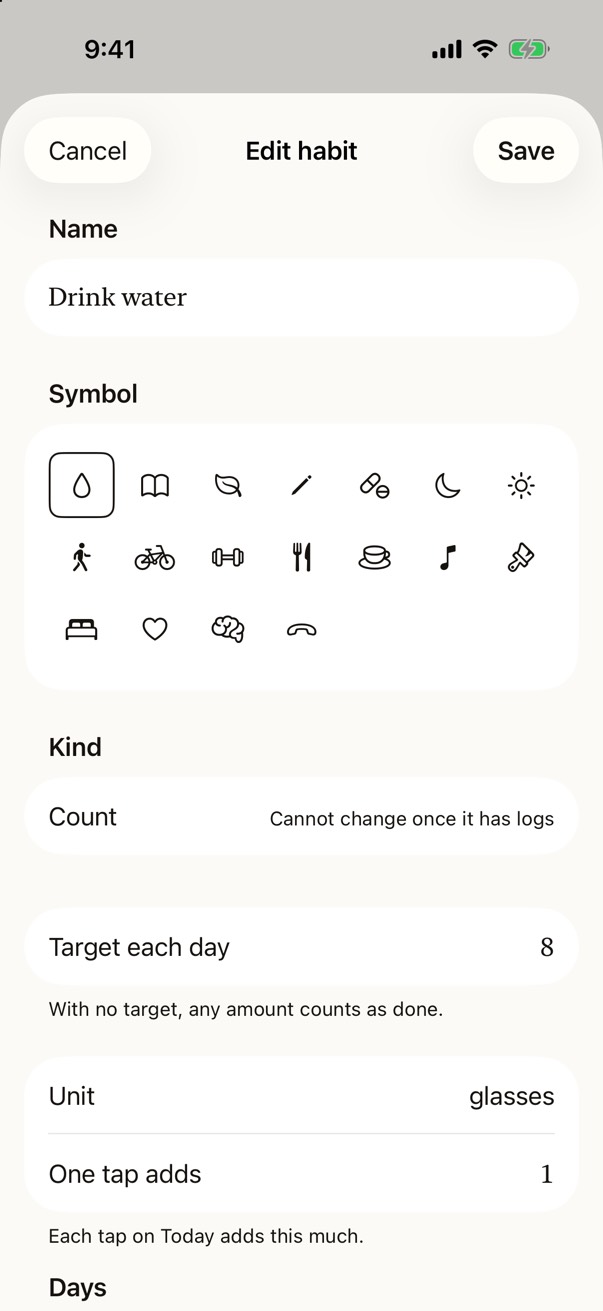 9:41
Cancel
Edit habit
Save
Name
Drink water
Symbol
Kind
Count
Cannot change once it has logs
Target each day
8
With no target, any amount counts as done.
Unit
glasses
One tap adds
1
Each tap on Today adds this much.
Days